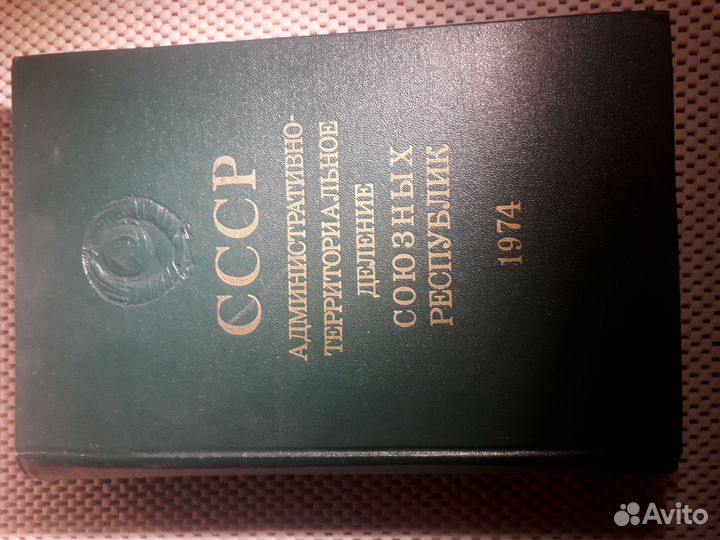 СССР
АДМИНИСТРАТИВНО-
ТЕРРИТОРИАЛЬНОЕ
ДЕЛЕНИЕ
СОЮЗНЫХ
РЕСПУБЛИК
1974
Avito